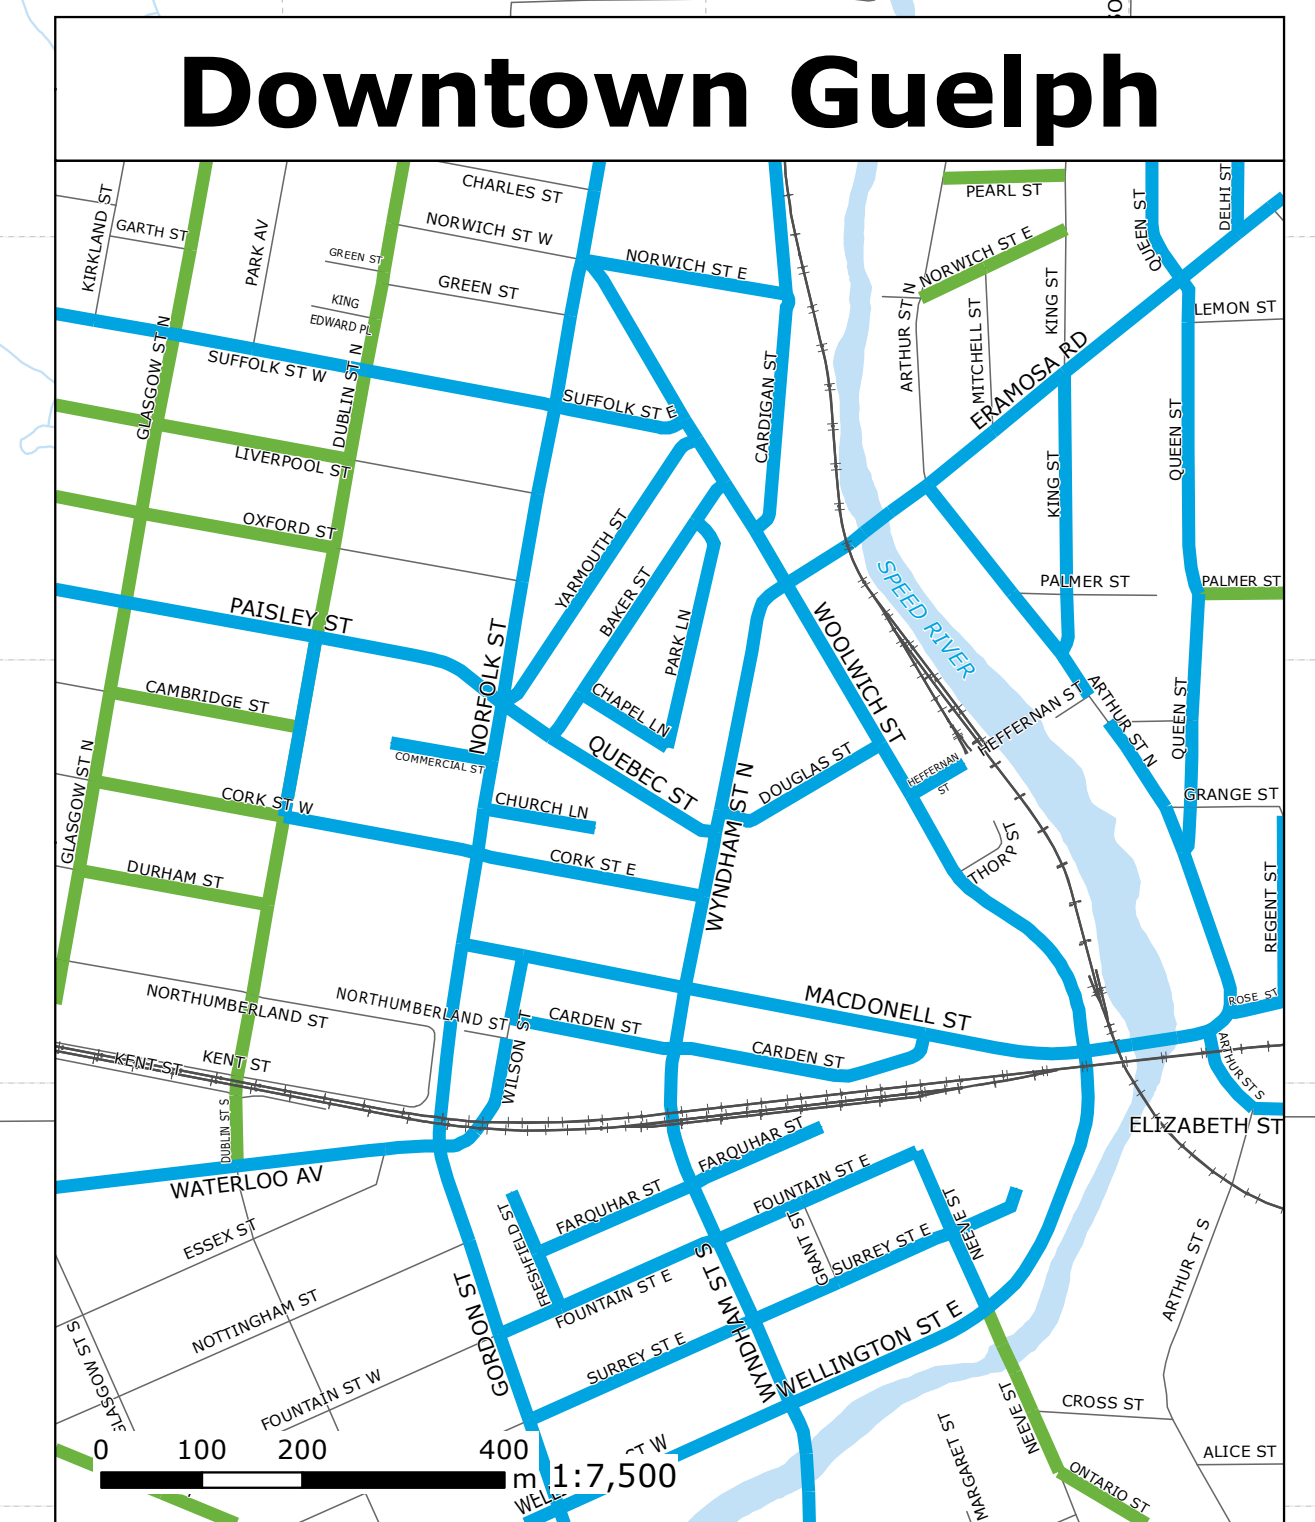 Downtown Guelph
CHARLES ST
PEARL ST
KIRKLAND ST
GARTH ST
PARK AV
NORWICH ST W
NORWICH ST E
NORWICH ST E
QUEEN ST
DELHI ST
GREEN ST
GREEN ST
KING
EDWARD PL
ARTHUR ST N
MITCHELL ST
KING ST
LEMON ST
GLASGOW ST N
SUFFOLK ST W
DUBLIN ST N
SUFFOLK ST E
CARDIGAN ST
ERAMOSA RD
LIVERPOOL ST
KING ST
QUEEN ST
OXFORD ST
YARMOUTH ST
BAKER ST
PARK LN
SPEED RIVER
PALMER ST
PALMER ST
PAISLEY ST
WOOLWICH ST
NORFOLK ST
CAMBRIDGE ST
CHAPEL LN
HEFFERNAN ST
ARTHUR ST N
QUEEN ST
COMMERCIAL ST
QUEBEC ST
DOUGLAS ST
HEFFERNAN
ST
GLASGOW ST N
CORK ST W
CHURCH LN
WYNDHAM ST N
GRANGE ST
THORP ST
DURHAM ST
CORK ST E
REGENT ST
NORTHUMBERLAND ST
NORTHUMBERLAND ST
CARDEN ST
MACDONELL ST
ROSE ST
KENT ST
KENT ST
WILSON ST
CARDEN ST
ARTHUR ST S
DUBLIN ST S
ELIZABETH ST
WATERLOO AV
FARQUHAR ST
FARQUHAR ST
FOUNTAIN ST E
ESSEX ST
FRESHFIELD ST
GRANT ST
SURREY ST E
NEEVE ST
ARTHUR ST S
NOTTINGHAM ST
GORDON ST
FOUNTAIN ST E
WYNDHAM ST S
GLASGOW ST S
SURREY ST E
WELLINGTON ST E
FOUNTAIN ST W
NEEVE ST
CROSS ST
MARGARET ST
ALICE ST
ONTARIO ST
0 100 200 400
m 1:7,500
WELL
ST W